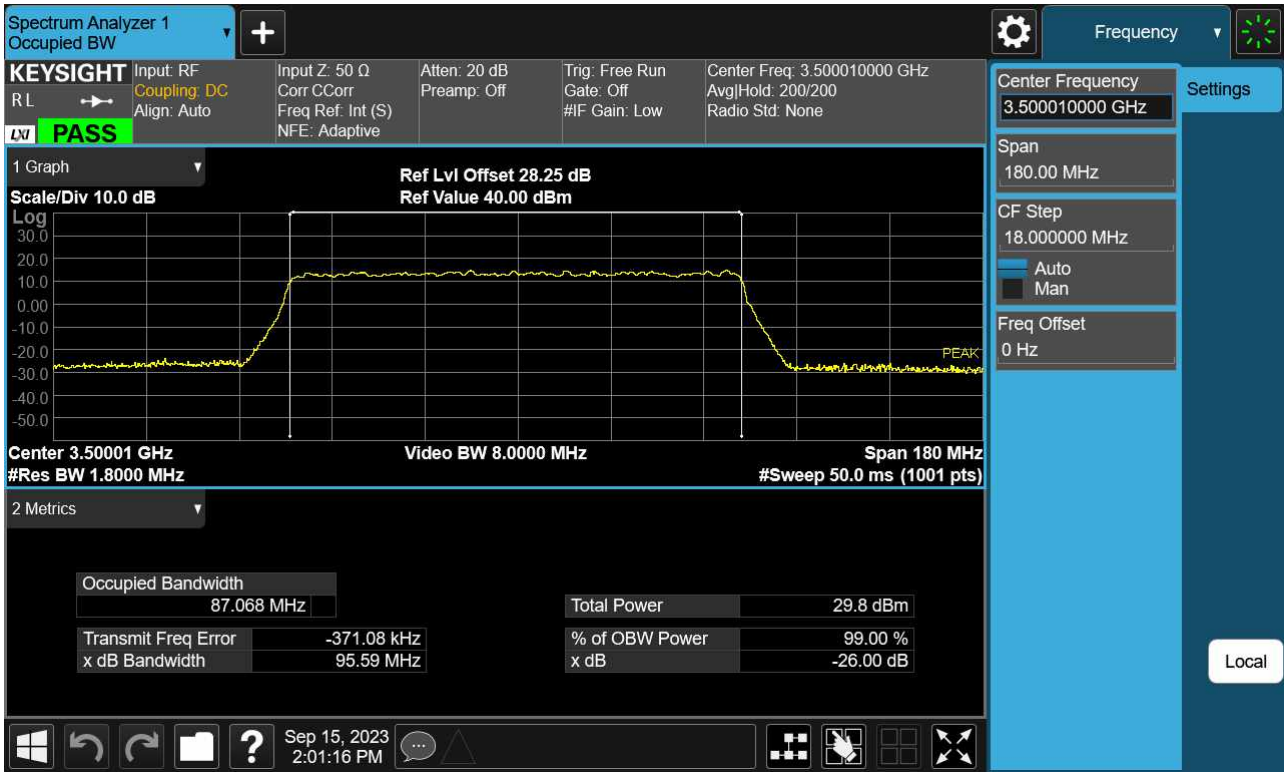 Spectrum Analyzer 1
Occupied BW
▼
+
Frequency ▼
KEYSIGHT
RL
LXI PASS
Input: RF
Coupling: DC
Align: Auto
Input Z: 50 Ω
Corr CCorr
Freq Ref: Int (S)
NFE: Adaptive
Atten: 20 dB
Preamp: Off
Trig: Free Run
Gate: Off
#IF Gain: Low
Center Freq: 3.500010000 GHz
Avg|Hold: 200/200
Radio Std: None
Center Frequency
3.500010000 GHz
Settings
Span
180.00 MHz
CF Step
18.000000 MHz
Auto
Man
Freq Offset
0 Hz
Local
1 Graph ▼
Scale/Div 10.0 dB
Ref Lvl Offset 28.25 dB
Ref Value 40.00 dBm
Log
30.0
20.0
10.0
0.00
-10.0
-20.0
-30.0
-40.0
-50.0
PEAK
Center 3.50001 GHz
#Res BW 1.8000 MHz
Video BW 8.0000 MHz
Span 180 MHz
#Sweep 50.0 ms (1001 pts)
2 Metrics ▼
Occupied Bandwidth
87.068 MHz
Total Power 29.8 dBm
Transmit Freq Error -371.08 kHz
% of OBW Power 99.00 %
x dB Bandwidth 95.59 MHz
x dB -26.00 dB
?
Sep 15, 2023
2:01:16 PM
...